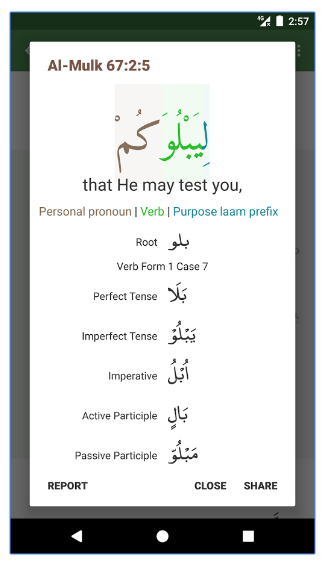 4G 2:57
Al-Mulk 67:2:5
لِيَبْلُوَكُمْ
that He may test you,
Personal pronoun | Verb | Purpose laam prefix
Root بلو
Verb Form 1 Case 7
Perfect Tense بَلَا
Imperfect Tense يَبْلُوْ
Imperative اُبْلُ
Active Participle بَالٍ
Passive Participle مَبْلُوّ
REPORT CLOSE SHARE